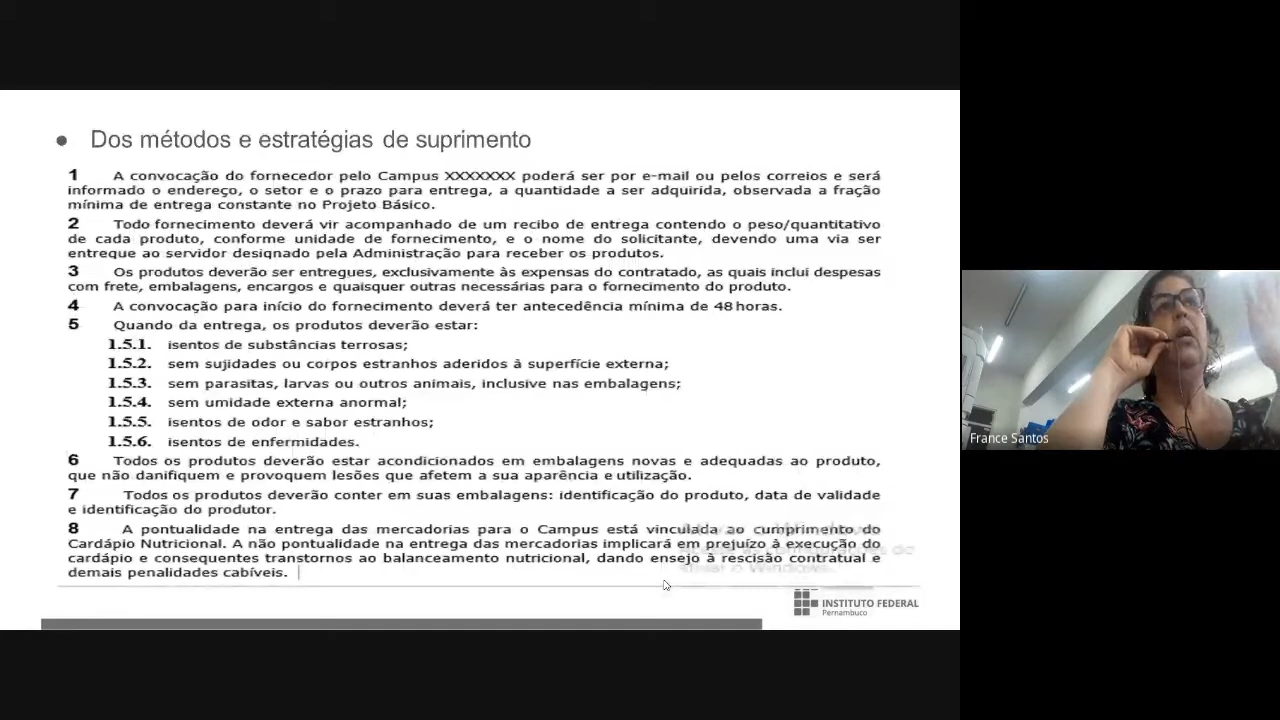 ● Dos métodos e estratégias de suprimento
1 A convocação do fornecedor pelo Campus XXXXXXX poderá ser por e-mail ou pelos correios e será
informado o endereço, o setor e o prazo para entrega, a quantidade a ser adquirida, observada a fração
mínima de entrega constante no Projeto Básico.
2 Todo fornecimento deverá vir acompanhado de um recibo de entrega contendo o peso/quantitativo
de cada produto, conforme unidade de fornecimento, e o nome do solicitante, devendo uma via ser
entregue ao servidor designado pela Administração para receber os produtos.
3 Os produtos deverão ser entregues, exclusivamente às expensas do contratado, as quais inclui despesas
com frete, embalagens, encargos e quaisquer outras necessárias para o fornecimento do produto.
4 A convocação para início do fornecimento deverá ter antecedência mínima de 48 horas.
5 Quando da entrega, os produtos deverão estar:
1.5.1. isentos de substâncias terrosas;
1.5.2. sem sujidades ou corpos estranhos aderidos à superfície externa;
1.5.3. sem parasitas, larvas ou outros animais, inclusive nas embalagens;
1.5.4. sem umidade externa anormal;
1.5.5. isentos de odor e sabor estranhos;
1.5.6. isentos de enfermidades.
6 Todos os produtos deverão estar acondicionados em embalagens novas e adequadas ao produto,
que não danifiquem e provoquem lesões que afetem a sua aparência e utilização.
7 Todos os produtos deverão conter em suas embalagens: identificação do produto, data de validade
e identificação do produtor.
8 A pontualidade na entrega das mercadorias para o Campus está vinculada ao cumprimento do
Cardápio Nutricional. A não pontualidade na entrega das mercadorias implicará em prejuízo à execução do
cardápio e consequentes transtornos ao balanceamento nutricional, dando ensejo à rescisão contratual e
demais penalidades cabíveis.
INSTITUTO FEDERAL
Pernambuco
France Santos